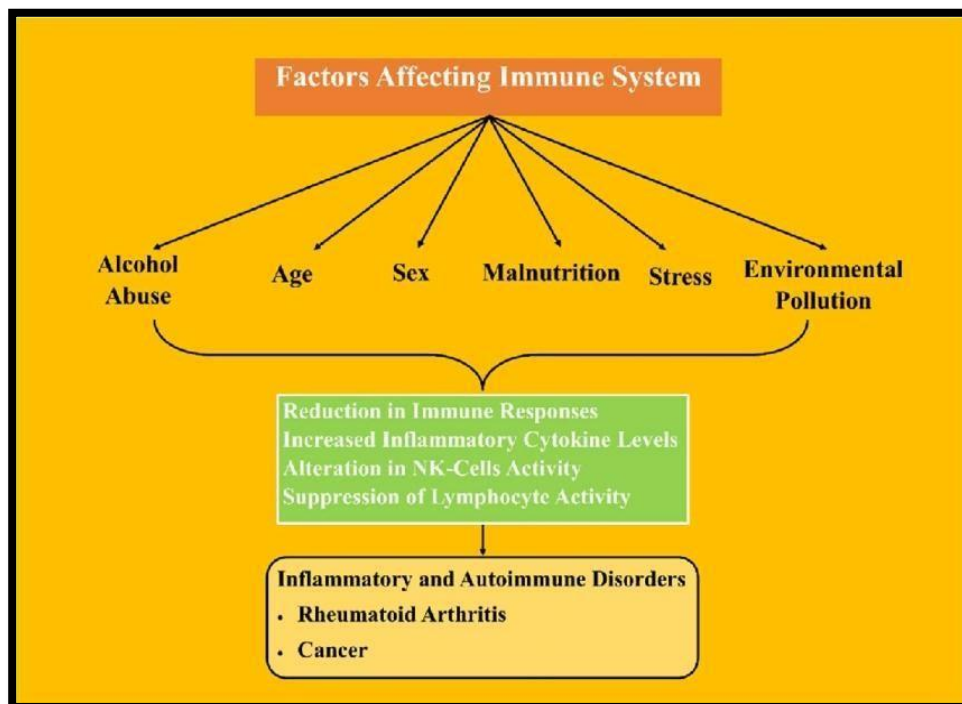 Factors Affecting Immune System
Alcohol
Abuse
Age
Sex
Malnutrition
Stress
Environmental
Pollution
Reduction in Immune Responses
Increased Inflammatory Cytokine Levels
Alteration in NK-Cells Activity
Suppression of Lymphocyte Activity
Inflammatory and Autoimmune Disorders
• Rheumatoid Arthritis
• Cancer